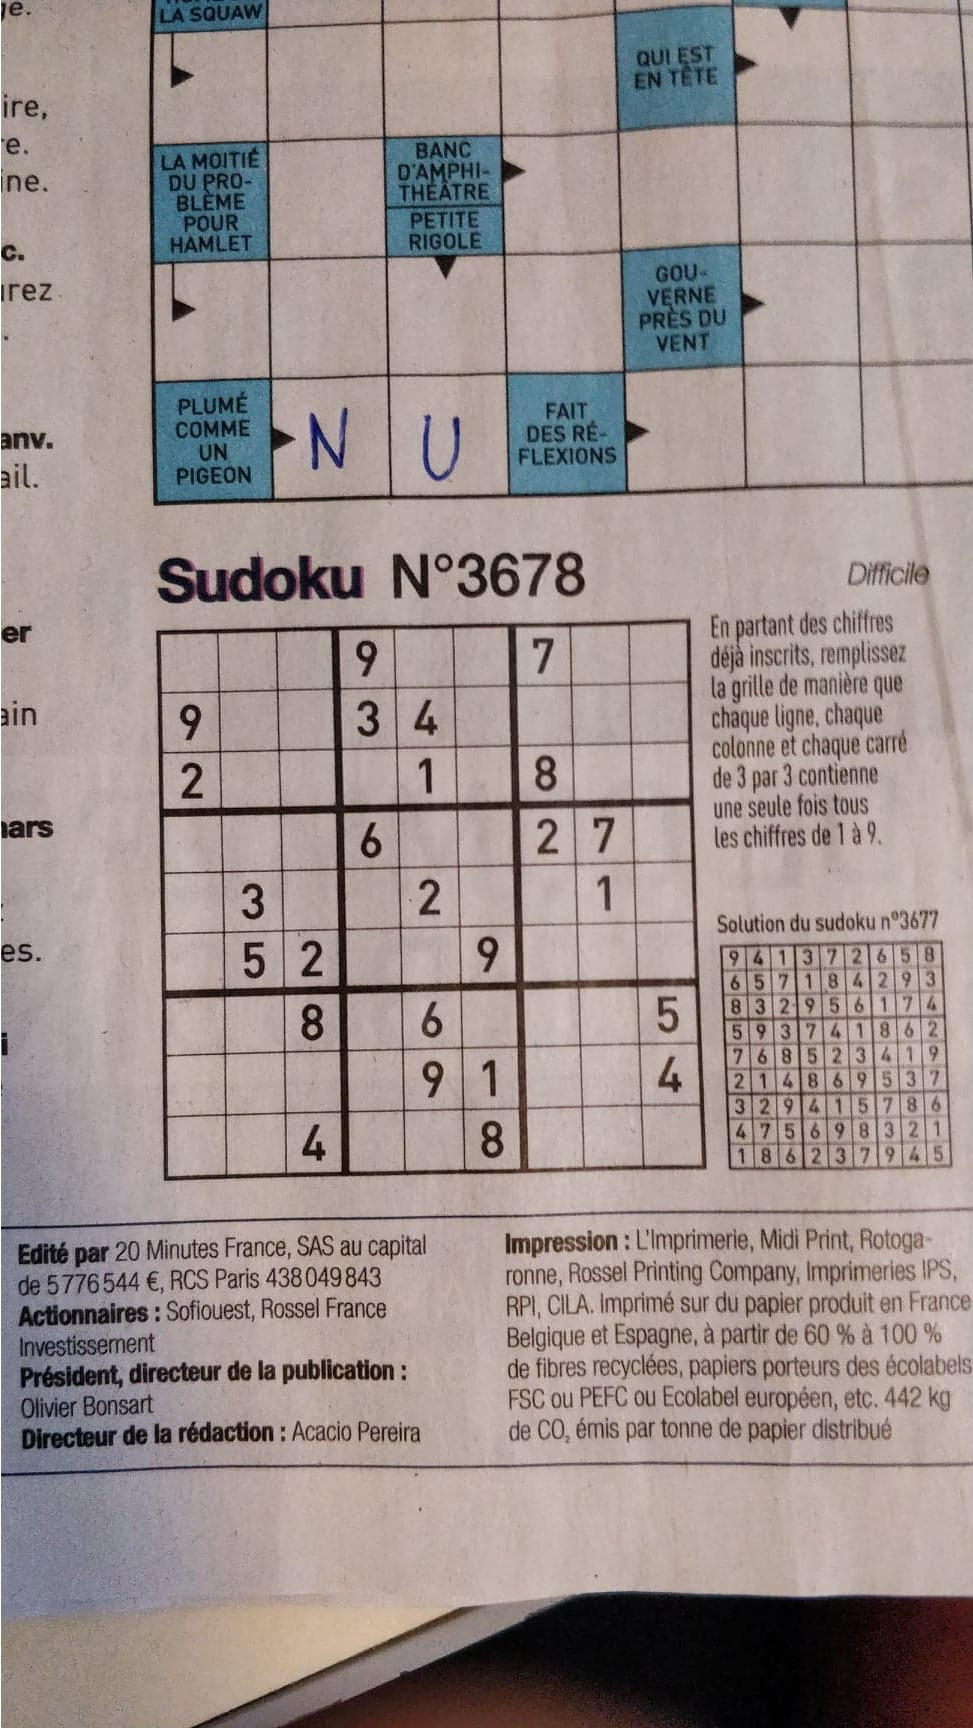 LA SQUAW
QUI EST
EN TÊTE
LA MOITIÉ
DU PRO-
BLÈME
POUR
HAMLET
BANC
D'AMPHI-
THÉÂTRE
PETITE
RIGOLE
GOU-
VERNE
PRÈS DU
VENT
PLUMÉ
COMME
UN
PIGEON
N U
FAIT
DES RÉ-
FLEXIONS
ire,
ine.
c.
irez
anv.
ail.
er
ain
nars
es.
Sudoku N°3678
Difficile
9 7
9 3 4
2 1 8
6 2 7
3 2 1
5 2 9
8 6 5
9 1 4
4 8
En partant des chiffres
déjà inscrits, remplissez
la grille de manière que
chaque ligne, chaque
colonne et chaque carré
de 3 par 3 contienne
une seule fois tous
les chiffres de 1 à 9.
Solution du sudoku n°3677
9 4 1 3 7 2 6 5 8
6 5 7 1 8 4 2 9 3
8 3 2 9 5 6 1 7 4
5 9 3 7 4 1 8 6 2
7 6 8 5 2 3 4 1 9
2 1 4 8 6 9 5 3 7
3 2 9 4 1 5 7 8 6
4 7 5 6 9 8 3 2 1
1 8 6 2 3 7 9 4 5
Edité par 20 Minutes France, SAS au capital
de 5 776 544 €, RCS Paris 438 049 843
Actionnaires : Sofiouest, Rossel France
Investissement
Président, directeur de la publication :
Olivier Bonsart
Directeur de la rédaction : Acacio Pereira
Impression : L'Imprimerie, Midi Print, Rotoga-
ronne, Rossel Printing Company, Imprimeries IPS,
RPI, CILA. Imprimé sur du papier produit en France
Belgique et Espagne, à partir de 60 % à 100 %
de fibres recyclées, papiers porteurs des écolabels
FSC ou PEFC ou Ecolabel européen, etc. 442 kg
de CO₂ émis par tonne de papier distribué